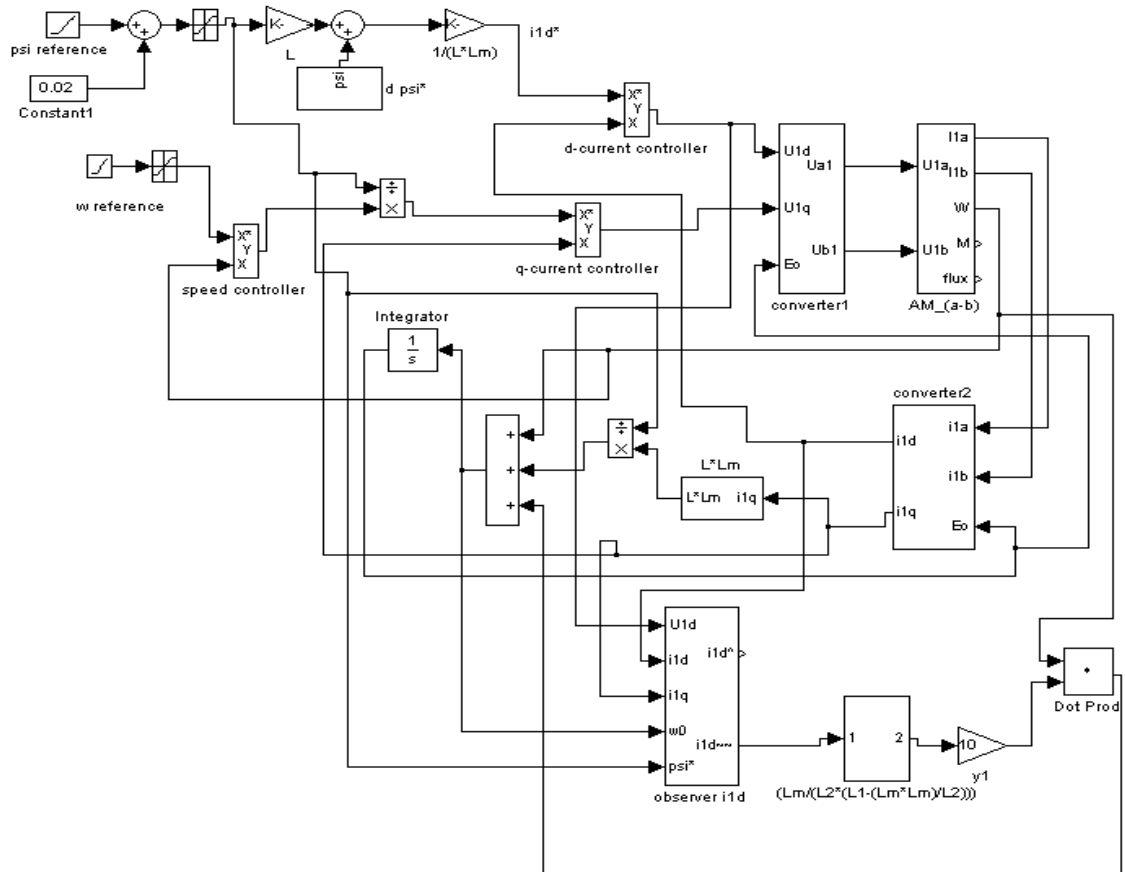 +
+
K-
K-
psi reference
L
1/(L*Lm)
i1d*
psi
d psi*
0.02
Constant1
+
+
X*
Y
X
d-current controller
U1d
Ua1
U1q
Ub1
Eo
converter1
U1a
U1b
I1a
I1b
W
M
flux
AM_(a-b)
w reference
÷
×
X*
Y
X
speed controller
X*
Y
X
q-current controller
Integrator
1
s
+
+
+
÷
×
L*Lm
L*Lm
i1q
converter2
i1d
i1a
i1b
i1q
Eo
U1d
i1d
i1q
w0
psi*
i1d^
i1d~~
observer i1d
1
2
(Lm/(L2*(L1-(Lm*Lm)/L2)))
10
y1
Dot Prod